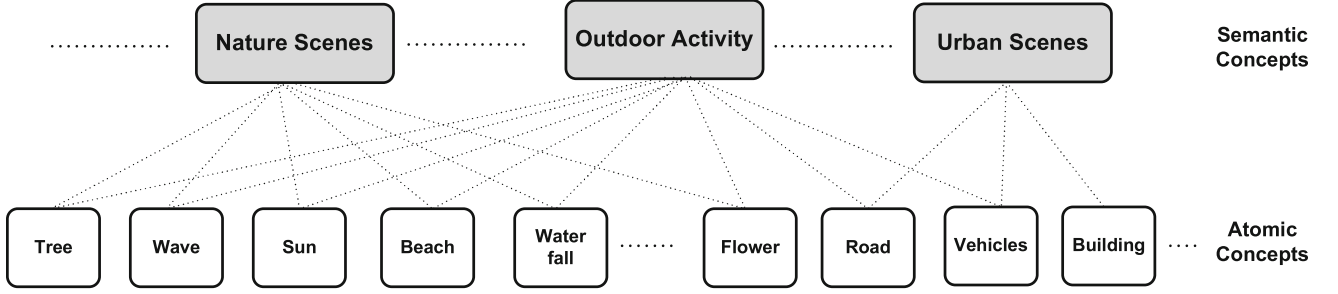 Nature Scenes
Outdoor Activity
Urban Scenes
Semantic
Concepts
Tree
Wave
Sun
Beach
Water
fall
Flower
Road
Vehicles
Building
Atomic
Concepts